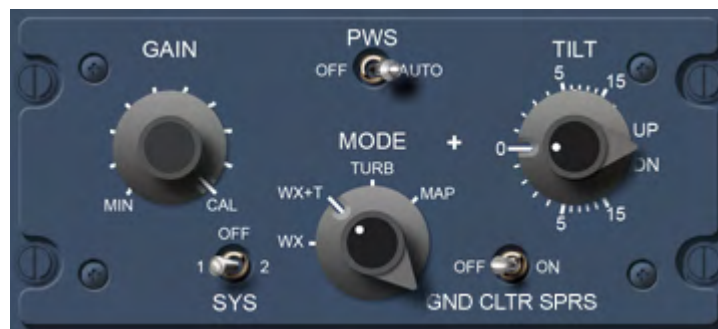 GAIN
MIN
CAL
PWS
OFF
AUTO
TILT
5
15
0
UP
DN
5
15
MODE
WX
WX+T
TURB
MAP
OFF
1
2
SYS
OFF
ON
GND CLTR SPRS